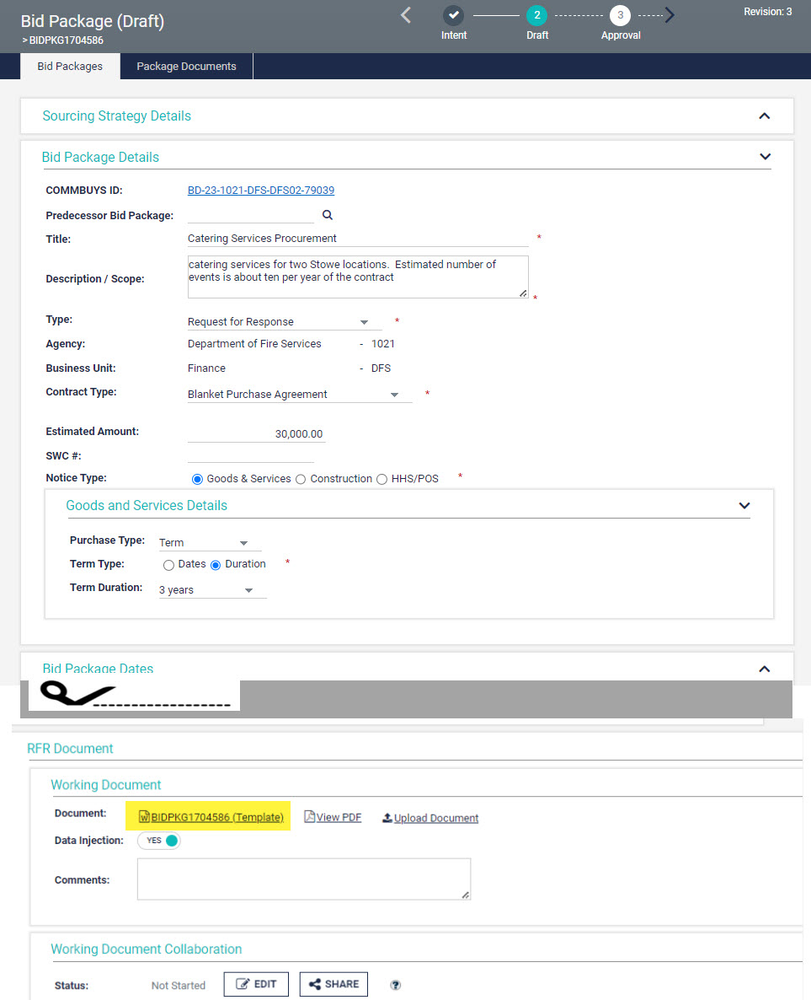 Bid Package (Draft)
> BIDPKG1704586
2
3
Intent
Draft
Approval
Revision: 3
Bid Packages
Package Documents
Sourcing Strategy Details
Bid Package Details
COMMBUYS ID: BD-23-1021-DFS-DFS02-79039
Predecessor Bid Package:
Title: Catering Services Procurement *
Description / Scope: catering services for two Stowe locations.  Estimated number of
events is about ten per year of the contract
*
Type: Request for Response *
Agency: Department of Fire Services - 1021
Business Unit: Finance - DFS
Contract Type: Blanket Purchase Agreement *
Estimated Amount: 30,000.00
SWC #:
Notice Type: Goods & Services Construction HHS/POS *
Goods and Services Details
Purchase Type: Term
Term Type: Dates Duration *
Term Duration: 3 years
Bid Package Dates
RFR Document
Working Document
Document: BIDPKG1704586 (Template) View PDF Upload Document
Data Injection: YES
Comments:
Working Document Collaboration
Status: Not Started EDIT SHARE ?